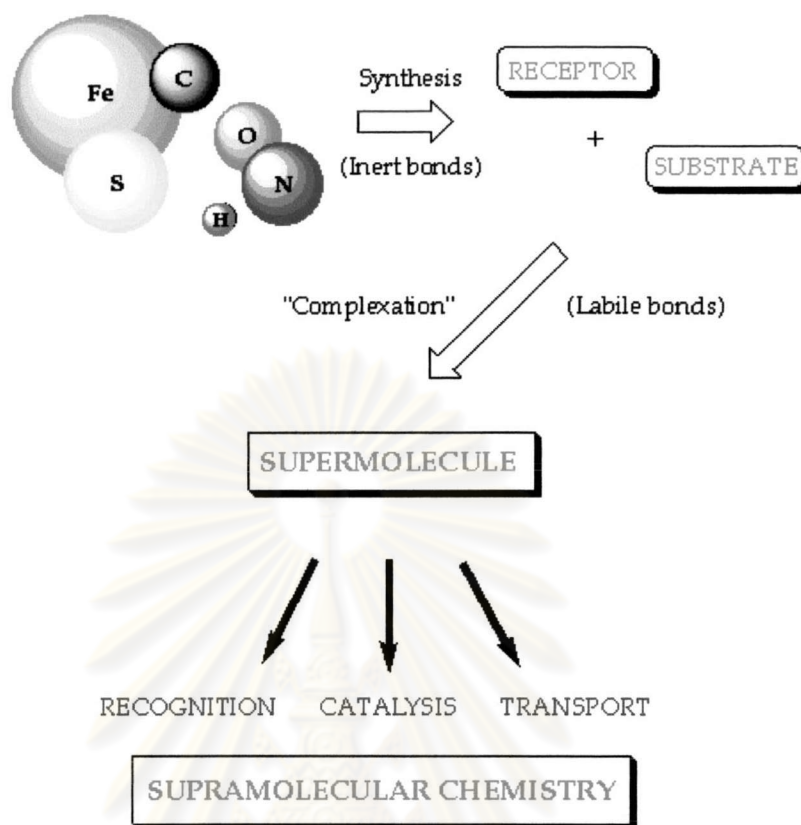 Fe
C
O
S
N
H
Synthesis
(Inert bonds)
RECEPTOR
+
SUBSTRATE
"Complexation"
(Labile bonds)
SUPERMOLECULE
RECOGNITION CATALYSIS TRANSPORT
SUPRAMOLECULAR CHEMISTRY